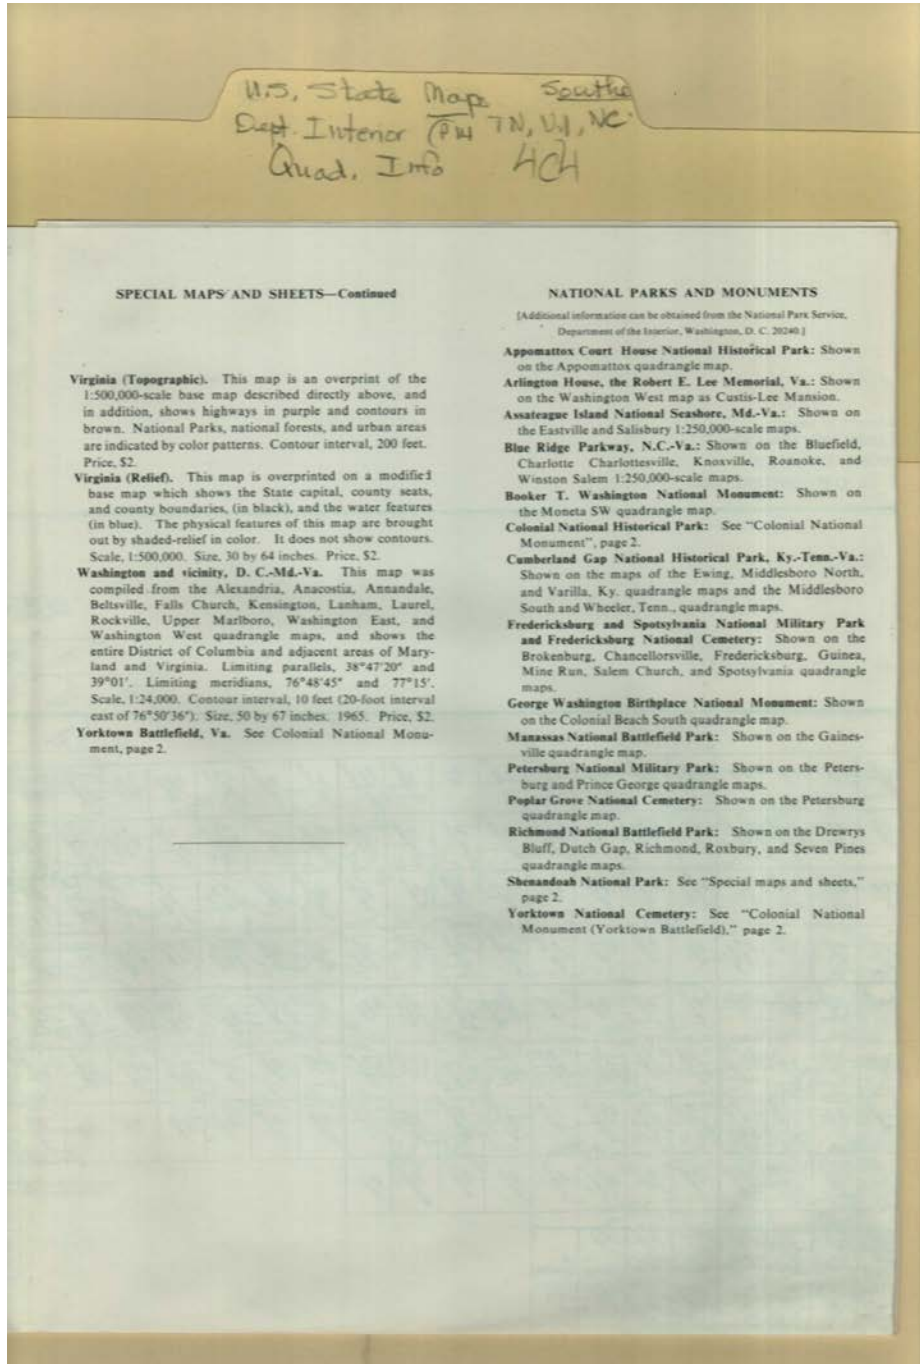 U.S. State Map Southe
Dept. Interior TN, VA, NC
Quad. Info 4C4
SPECIAL MAPS AND SHEETS—Continued
Virginia (Topographic). This map is an overprint of the
1:500,000-scale base map described directly above, and
in addition, shows highways in purple and contours in
brown. National Parks, national forests, and urban areas
are indicated by color patterns. Contour interval, 200 feet.
Price, $2.
Virginia (Relief). This map is overprinted on a modified
base map which shows the State capital, county seats,
and county boundaries, (in black), and the water features
(in blue). The physical features of this map are brought
out by shaded-relief in color. It does not show contours.
Scale, 1:500,000. Size, 30 by 64 inches. Price, $2.
Washington and vicinity, D. C.-Md.-Va. This map was
compiled from the Alexandria, Anacostia, Annandale,
Beltsville, Falls Church, Kensington, Lanham, Laurel,
Rockville, Upper Marlboro, Washington East, and
Washington West quadrangle maps, and shows the
entire District of Columbia and adjacent areas of Mary-
land and Virginia. Limiting parallels, 38°47'20" and
39°01'. Limiting meridians, 76°48'45" and 77°15'.
Scale, 1:24,000. Contour interval, 10 feet (20-foot interval
east of 76°50'36"). Size, 50 by 67 inches. 1965. Price, $2.
Yorktown Battlefield, Va. See Colonial National Monu-
ment, page 2.
NATIONAL PARKS AND MONUMENTS
[Additional information can be obtained from the National Park Service,
Department of the Interior, Washington, D. C. 20240.]
Appomattox Court House National Historical Park: Shown
on the Appomattox quadrangle map.
Arlington House, the Robert E. Lee Memorial, Va.: Shown
on the Washington West map as Custis-Lee Mansion.
Assateague Island National Seashore, Md.-Va.: Shown on
the Eastville and Salisbury 1:250,000-scale maps.
Blue Ridge Parkway, N.C.-Va.: Shown on the Bluefield,
Charlotte Charlottesville, Knoxville, Roanoke, and
Winston Salem 1:250,000-scale maps.
Booker T. Washington National Monument: Shown on
the Moneta SW quadrangle map.
Colonial National Historical Park: See "Colonial National
Monument", page 2.
Cumberland Gap National Historical Park, Ky.-Tenn.-Va.:
Shown on the maps of the Ewing, Middlesboro North,
and Varilla, Ky. quadrangle maps and the Middlesboro
South and Wheeler, Tenn., quadrangle maps.
Fredericksburg and Spotsylvania National Military Park
and Fredericksburg National Cemetery: Shown on the
Brokenburg, Chancellorsville, Fredericksburg, Guinea,
Mine Run, Salem Church, and Spotsylvania quadrangle
maps.
George Washington Birthplace National Monument: Shown
on the Colonial Beach South quadrangle map.
Manassas National Battlefield Park: Shown on the Gaines-
ville quadrangle map.
Petersburg National Military Park: Shown on the Peters-
burg and Prince George quadrangle maps.
Poplar Grove National Cemetery: Shown on the Petersburg
quadrangle map.
Richmond National Battlefield Park: Shown on the Drewrys
Bluff, Dutch Gap, Richmond, Roxbury, and Seven Pines
quadrangle maps.
Shenandoah National Park: See "Special maps and sheets,"
page 2.
Yorktown National Cemetery: See "Colonial National
Monument (Yorktown Battlefield)," page 2.